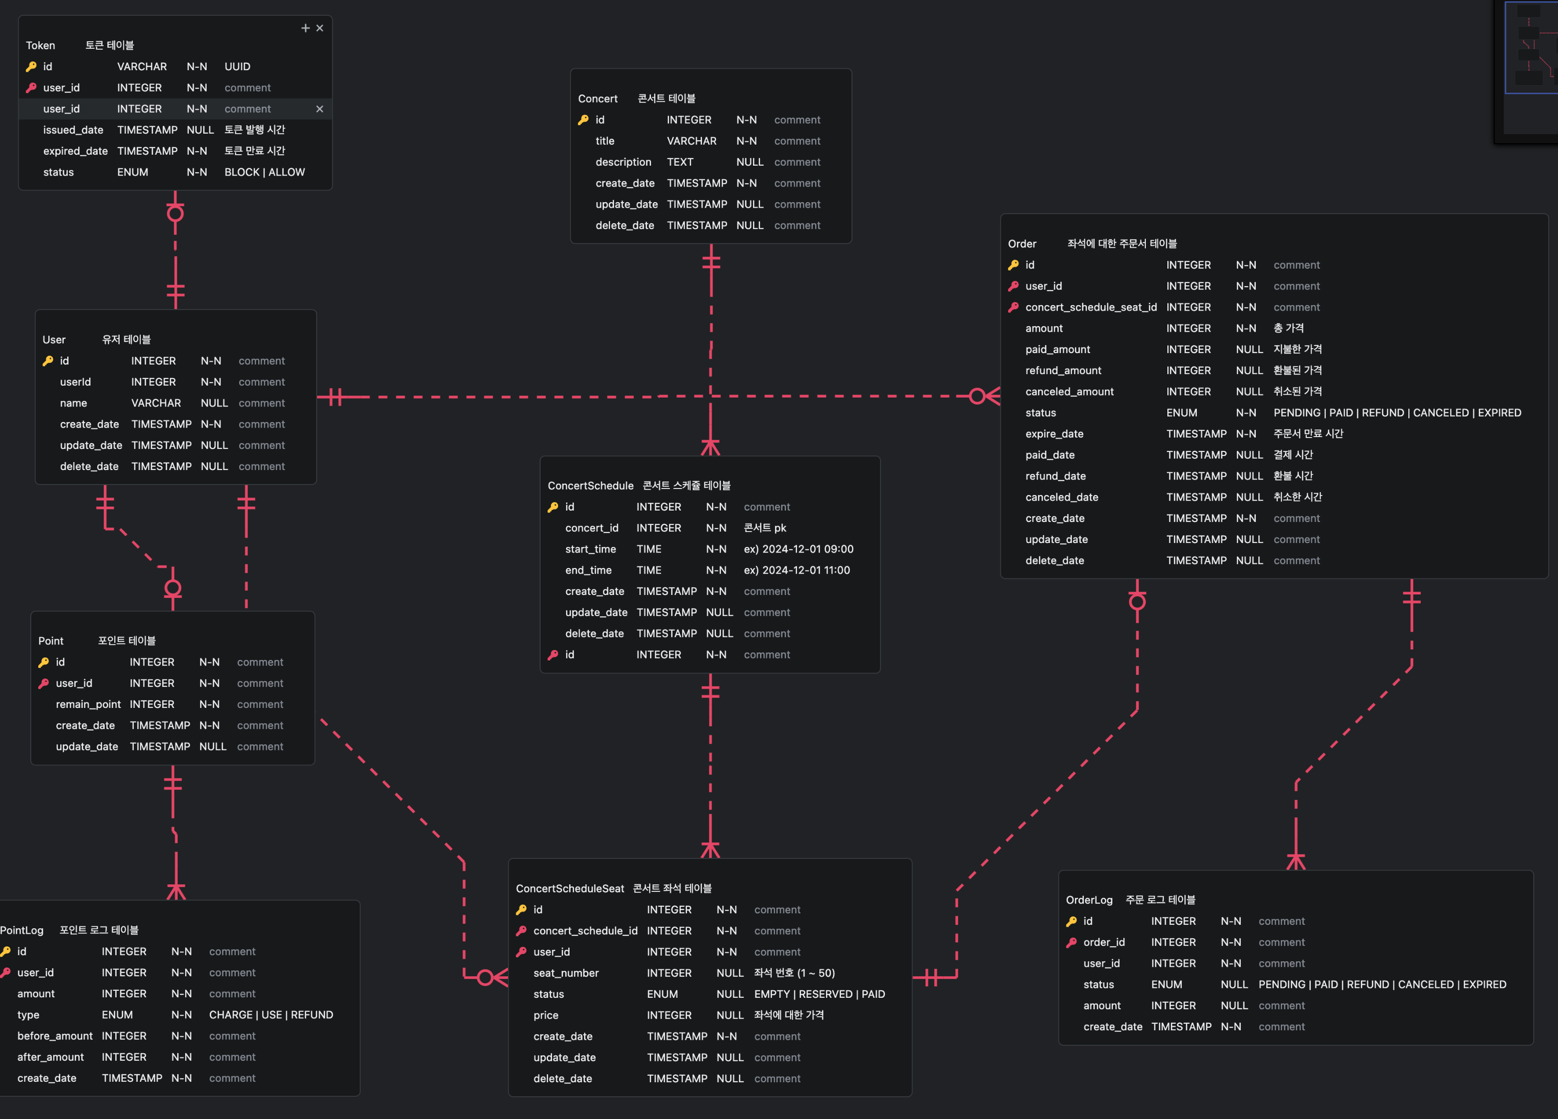 Token 토큰 테이블
id VARCHAR N-N UUID
user_id INTEGER N-N comment
user_id INTEGER N-N comment
issued_date TIMESTAMP NULL 토큰 발행 시간
expired_date TIMESTAMP N-N 토큰 만료 시간
status ENUM N-N BLOCK | ALLOW
Concert 콘서트 테이블
id INTEGER N-N comment
title VARCHAR N-N comment
description TEXT NULL comment
create_date TIMESTAMP N-N comment
update_date TIMESTAMP NULL comment
delete_date TIMESTAMP NULL comment
Order 좌석에 대한 주문서 테이블
id INTEGER N-N comment
user_id INTEGER N-N comment
concert_schedule_seat_id INTEGER N-N comment
amount INTEGER N-N 총 가격
paid_amount INTEGER NULL 지불한 가격
refund_amount INTEGER NULL 환불된 가격
canceled_amount INTEGER NULL 취소된 가격
status ENUM N-N PENDING | PAID | REFUND | CANCELED | EXPIRED
expire_date TIMESTAMP N-N 주문서 만료 시간
paid_date TIMESTAMP NULL 결제 시간
refund_date TIMESTAMP NULL 환불 시간
canceled_date TIMESTAMP NULL 취소한 시간
create_date TIMESTAMP N-N comment
update_date TIMESTAMP NULL comment
delete_date TIMESTAMP NULL comment
User 유저 테이블
id INTEGER N-N comment
userId INTEGER N-N comment
name VARCHAR NULL comment
create_date TIMESTAMP N-N comment
update_date TIMESTAMP NULL comment
delete_date TIMESTAMP NULL comment
ConcertSchedule 콘서트 스케쥴 테이블
id INTEGER N-N comment
concert_id INTEGER N-N 콘서트 pk
start_time TIME N-N ex) 2024-12-01 09:00
end_time TIME N-N ex) 2024-12-01 11:00
create_date TIMESTAMP N-N comment
update_date TIMESTAMP NULL comment
delete_date TIMESTAMP NULL comment
id INTEGER N-N comment
Point 포인트 테이블
id INTEGER N-N comment
user_id INTEGER N-N comment
remain_point INTEGER N-N comment
create_date TIMESTAMP N-N comment
update_date TIMESTAMP NULL comment
PointLog 포인트 로그 테이블
id INTEGER N-N comment
user_id INTEGER N-N comment
amount INTEGER N-N comment
type ENUM N-N CHARGE | USE | REFUND
before_amount INTEGER N-N comment
after_amount INTEGER N-N comment
create_date TIMESTAMP N-N comment
ConcertScheduleSeat 콘서트 좌석 테이블
id INTEGER N-N comment
concert_schedule_id INTEGER N-N comment
user_id INTEGER N-N comment
seat_number INTEGER NULL 좌석 번호 (1 ~ 50)
status ENUM NULL EMPTY | RESERVED | PAID
price INTEGER NULL 좌석에 대한 가격
create_date TIMESTAMP N-N comment
update_date TIMESTAMP NULL comment
delete_date TIMESTAMP NULL comment
OrderLog 주문 로그 테이블
id INTEGER N-N comment
order_id INTEGER N-N comment
user_id INTEGER N-N comment
status ENUM NULL PENDING | PAID | REFUND | CANCELED | EXPIRED
amount INTEGER NULL comment
create_date TIMESTAMP N-N comment